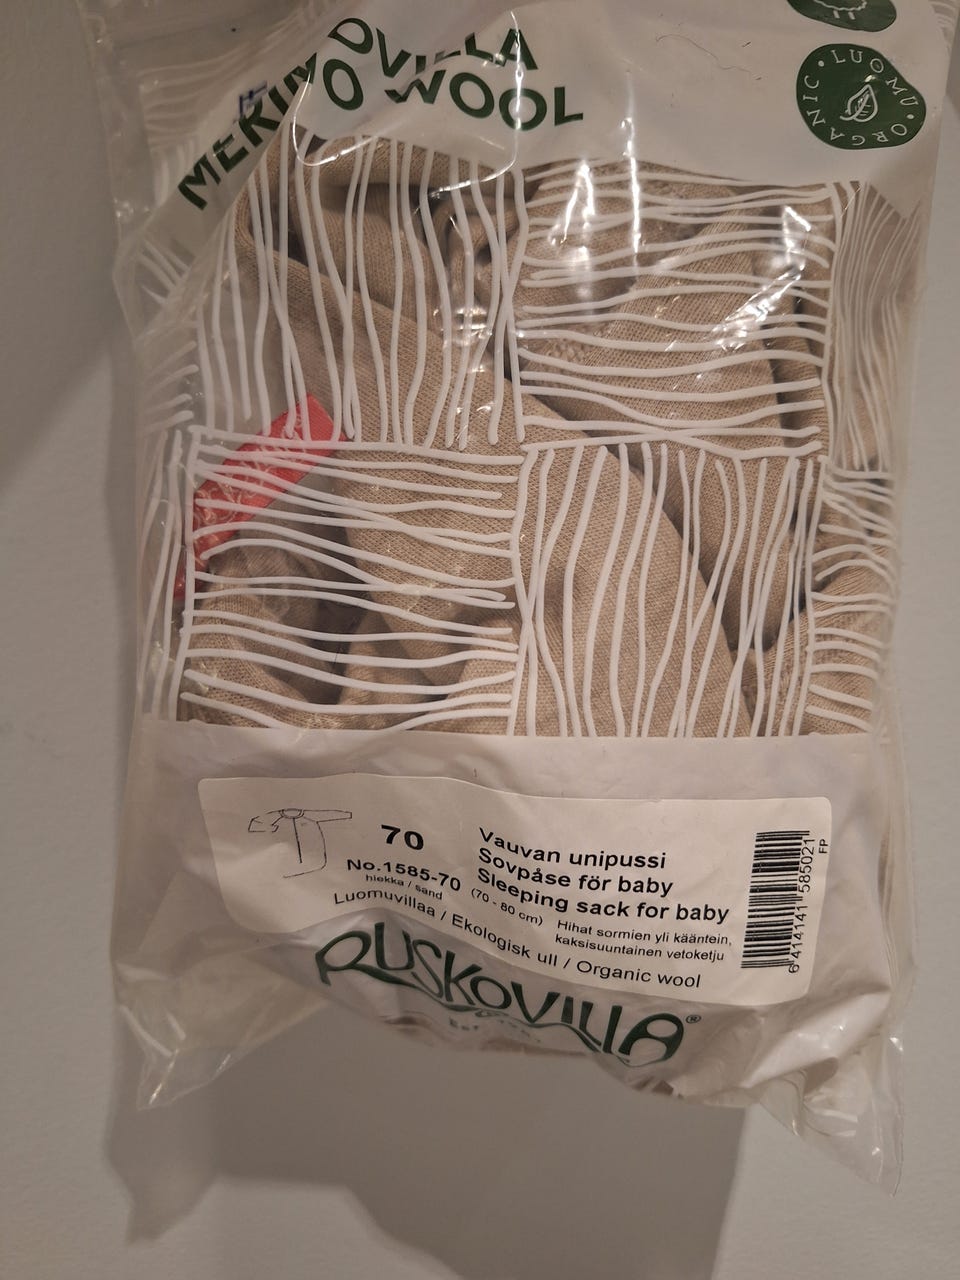 D VILLA
MERINO WOOL
LUOMU · ORGANIC ·
70
No.1585-70
hiekka / sand
Vauvan unipussi
Sovpåse för baby
Sleeping sack for baby
(70 - 80 cm)
Hihat sormien yli kääntein,
kaksisuuntainen vetoketju
Luomuvillaa / Ekologisk ull / Organic wool
6 414141 585021
FP
RUSKOVILLA®
Est.